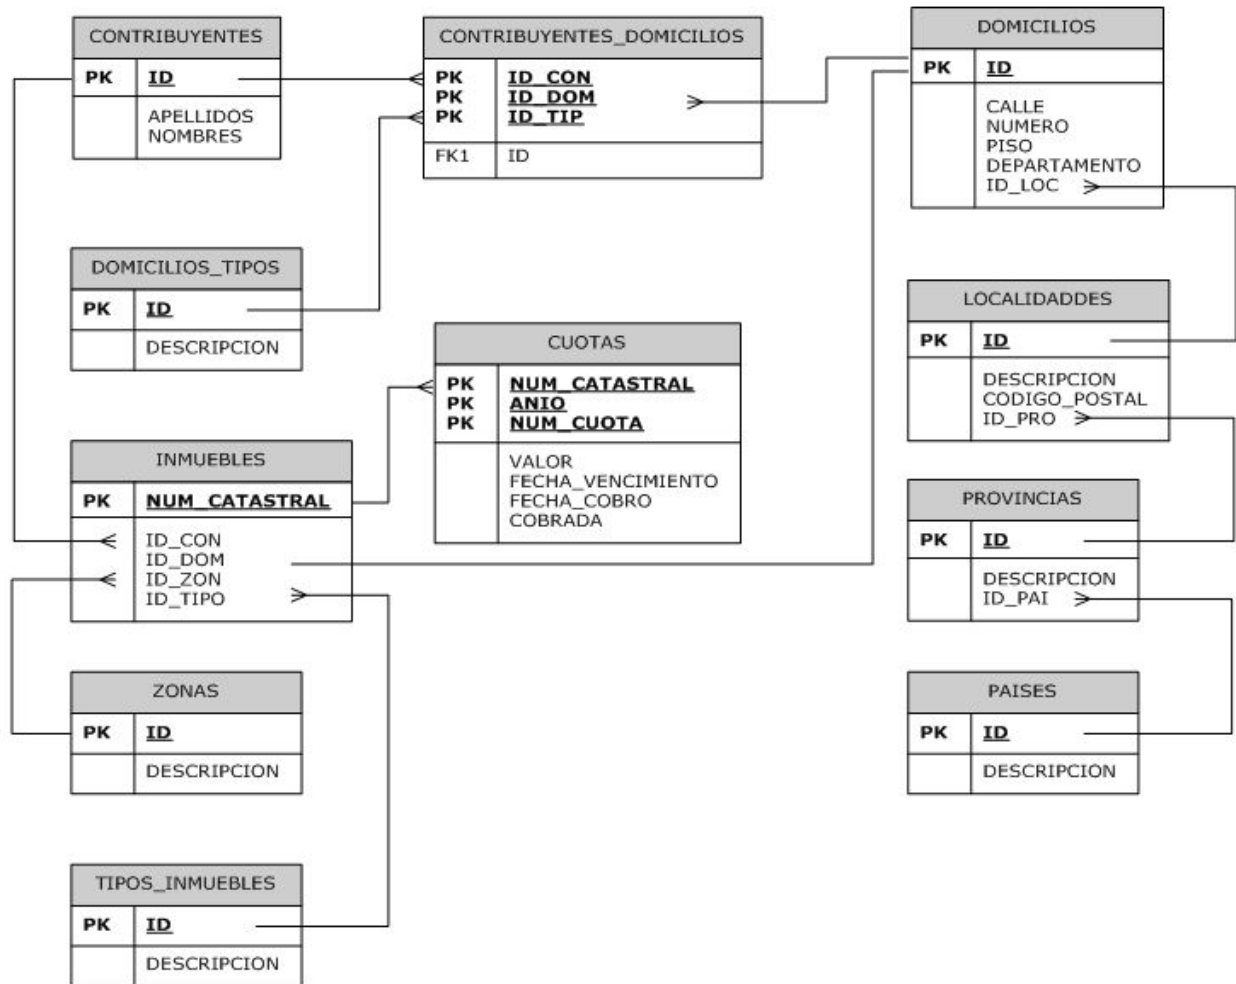 CONTRIBUYENTES
PK ID
APELLIDOS
NOMBRES
CONTRIBUYENTES_DOMICILIOS
PK ID_CON
PK ID_DOM
PK ID_TIP
FK1 ID
DOMICILIOS
PK ID
CALLE
NUMERO
PISO
DEPARTAMENTO
ID_LOC
DOMICILIOS_TIPOS
PK ID
DESCRIPCION
CUOTAS
PK NUM_CATASTRAL
PK ANIO
PK NUM_CUOTA
VALOR
FECHA_VENCIMIENTO
FECHA_COBRO
COBRADA
LOCALIDADDES
PK ID
DESCRIPCION
CODIGO_POSTAL
ID_PRO
INMUEBLES
PK NUM_CATASTRAL
ID_CON
ID_DOM
ID_ZON
ID_TIPO
PROVINCIAS
PK ID
DESCRIPCION
ID_PAI
ZONAS
PK ID
DESCRIPCION
PAISES
PK ID
DESCRIPCION
TIPOS_INMUEBLES
PK ID
DESCRIPCION